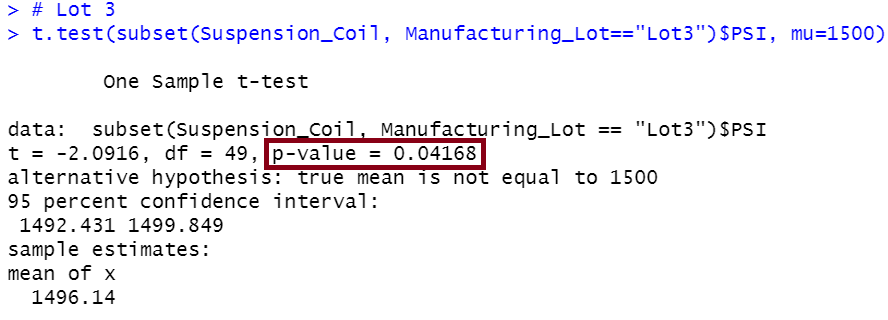 > # Lot 3
> t.test(subset(Suspension_Coil, Manufacturing_Lot=="Lot3")$PSI, mu=1500)
One Sample t-test
data:  subset(Suspension_Coil, Manufacturing_Lot == "Lot3")$PSI
t = -2.0916, df = 49, p-value = 0.04168
alternative hypothesis: true mean is not equal to 1500
95 percent confidence interval:
1492.431 1499.849
sample estimates:
mean of x
1496.14